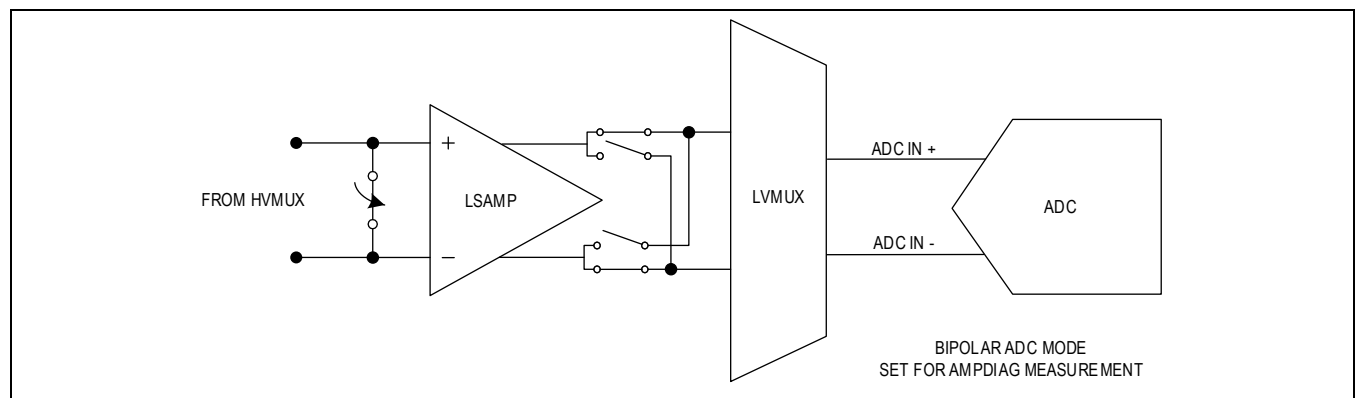 FROM HVMUX
+
−
LSAMP
LVMUX
ADC IN +
ADC IN -
ADC
BIPOLAR ADC MODE
SET FOR AMPDIAG MEASUREMENT